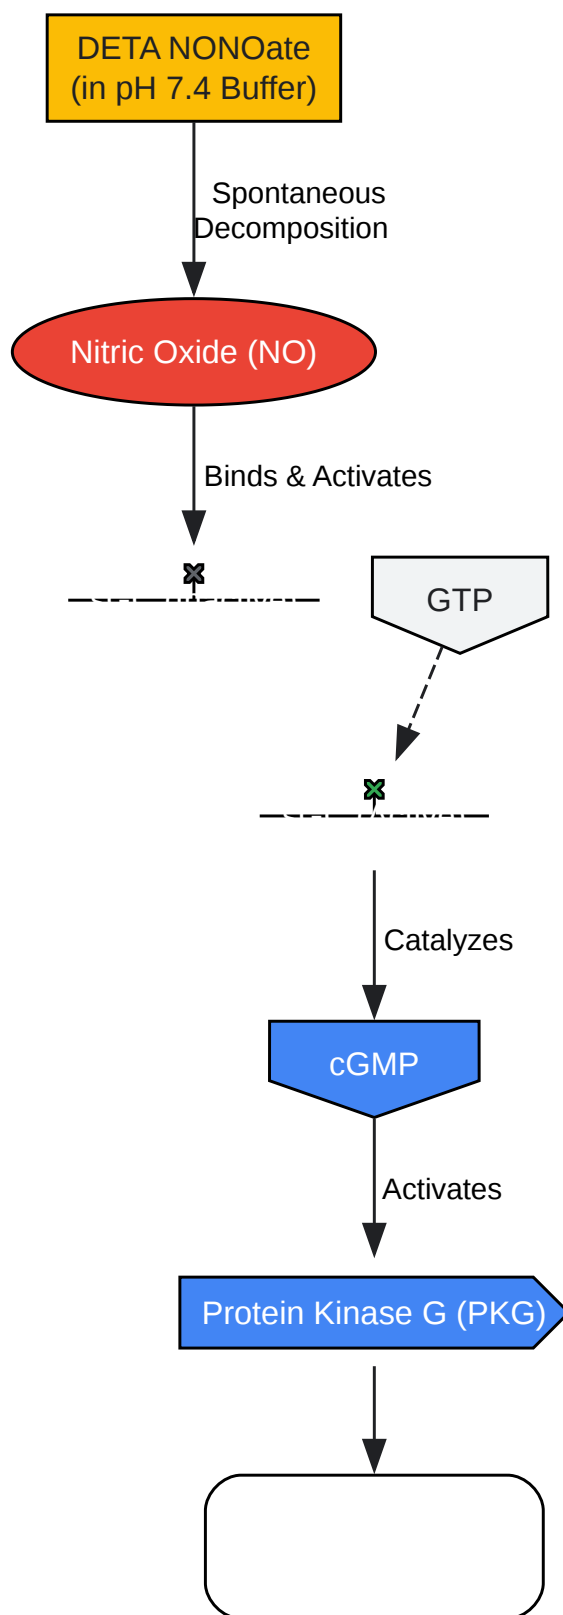 DETA NONOate
(in pH 7.4 Buffer)
Spontaneous
Decomposition
Nitric Oxide (NO)
Binds & Activates
GTP
Catalyzes
cGMP
Activates
Protein Kinase G (PKG)